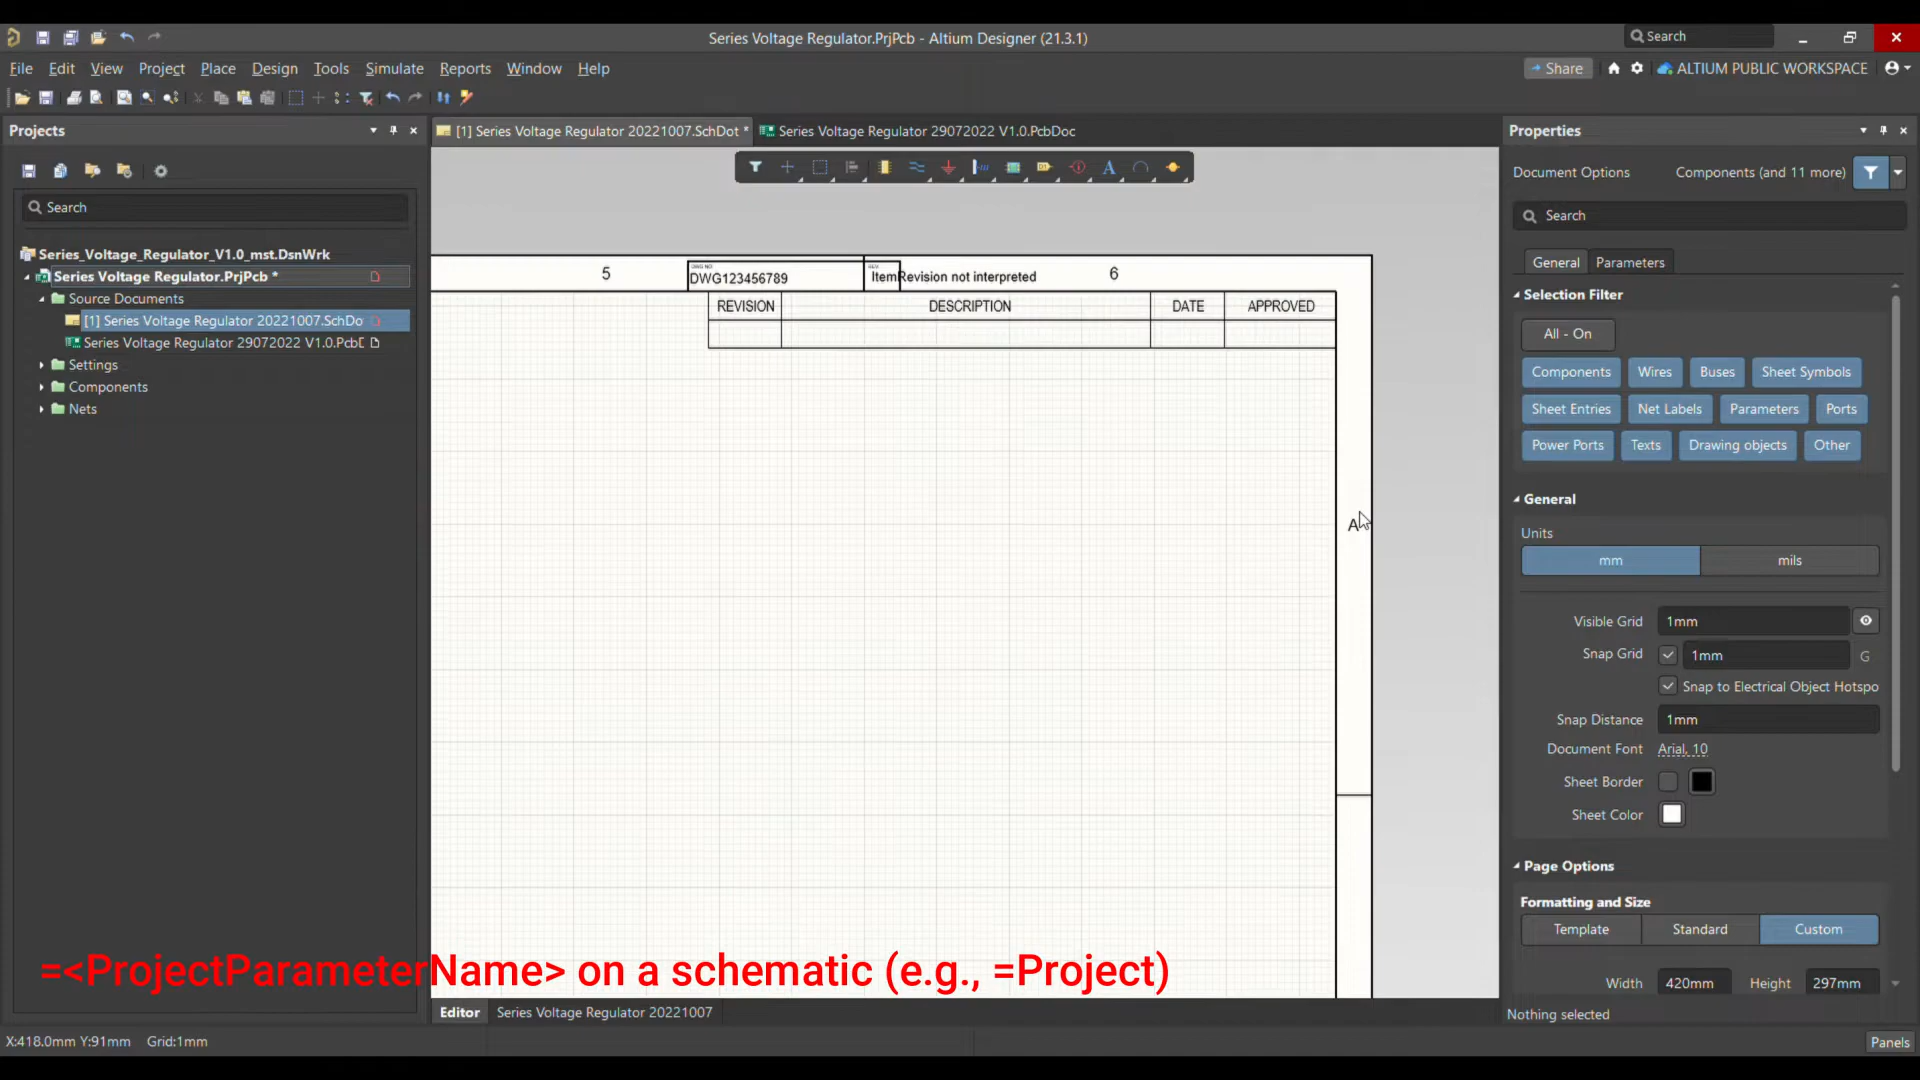 Series Voltage Regulator.PrjPcb - Altium Designer (21.3.1)
Search
File Edit View Project Place Design Tools Simulate Reports Window Help
Share
ALTIUM PUBLIC WORKSPACE
Projects
[1] Series Voltage Regulator 20221007.SchDot *
Series Voltage Regulator 29072022 V1.0.PcbDoc
Properties
Document Options
Components (and 11 more)
Search
Search
Series_Voltage_Regulator_V1.0_mst.DsnWrk
Series Voltage Regulator.PrjPcb *
Source Documents
[1] Series Voltage Regulator 20221007.SchDo
Series Voltage Regulator 29072022 V1.0.PcbD
Settings
Components
Nets
5
DWG NO
DWG123456789
REV
ItemRevision not interpreted
6
REVISION DESCRIPTION DATE APPROVED
A
General Parameters
Selection Filter
All - On
Components Wires Buses Sheet Symbols
Sheet Entries Net Labels Parameters Ports
Power Ports Texts Drawing objects Other
General
Units
mm mils
Visible Grid 1mm
Snap Grid 1mm G
Snap to Electrical Object Hotspo
Snap Distance 1mm
Document Font Arial, 10
Sheet Border
Sheet Color
Page Options
Formatting and Size
Template Standard Custom
Width 420mm Height 297mm
=<ProjectParameterName> on a schematic (e.g., =Project)
Editor Series Voltage Regulator 20221007
Nothing selected
X:418.0mm Y:91mm Grid:1mm
Panels